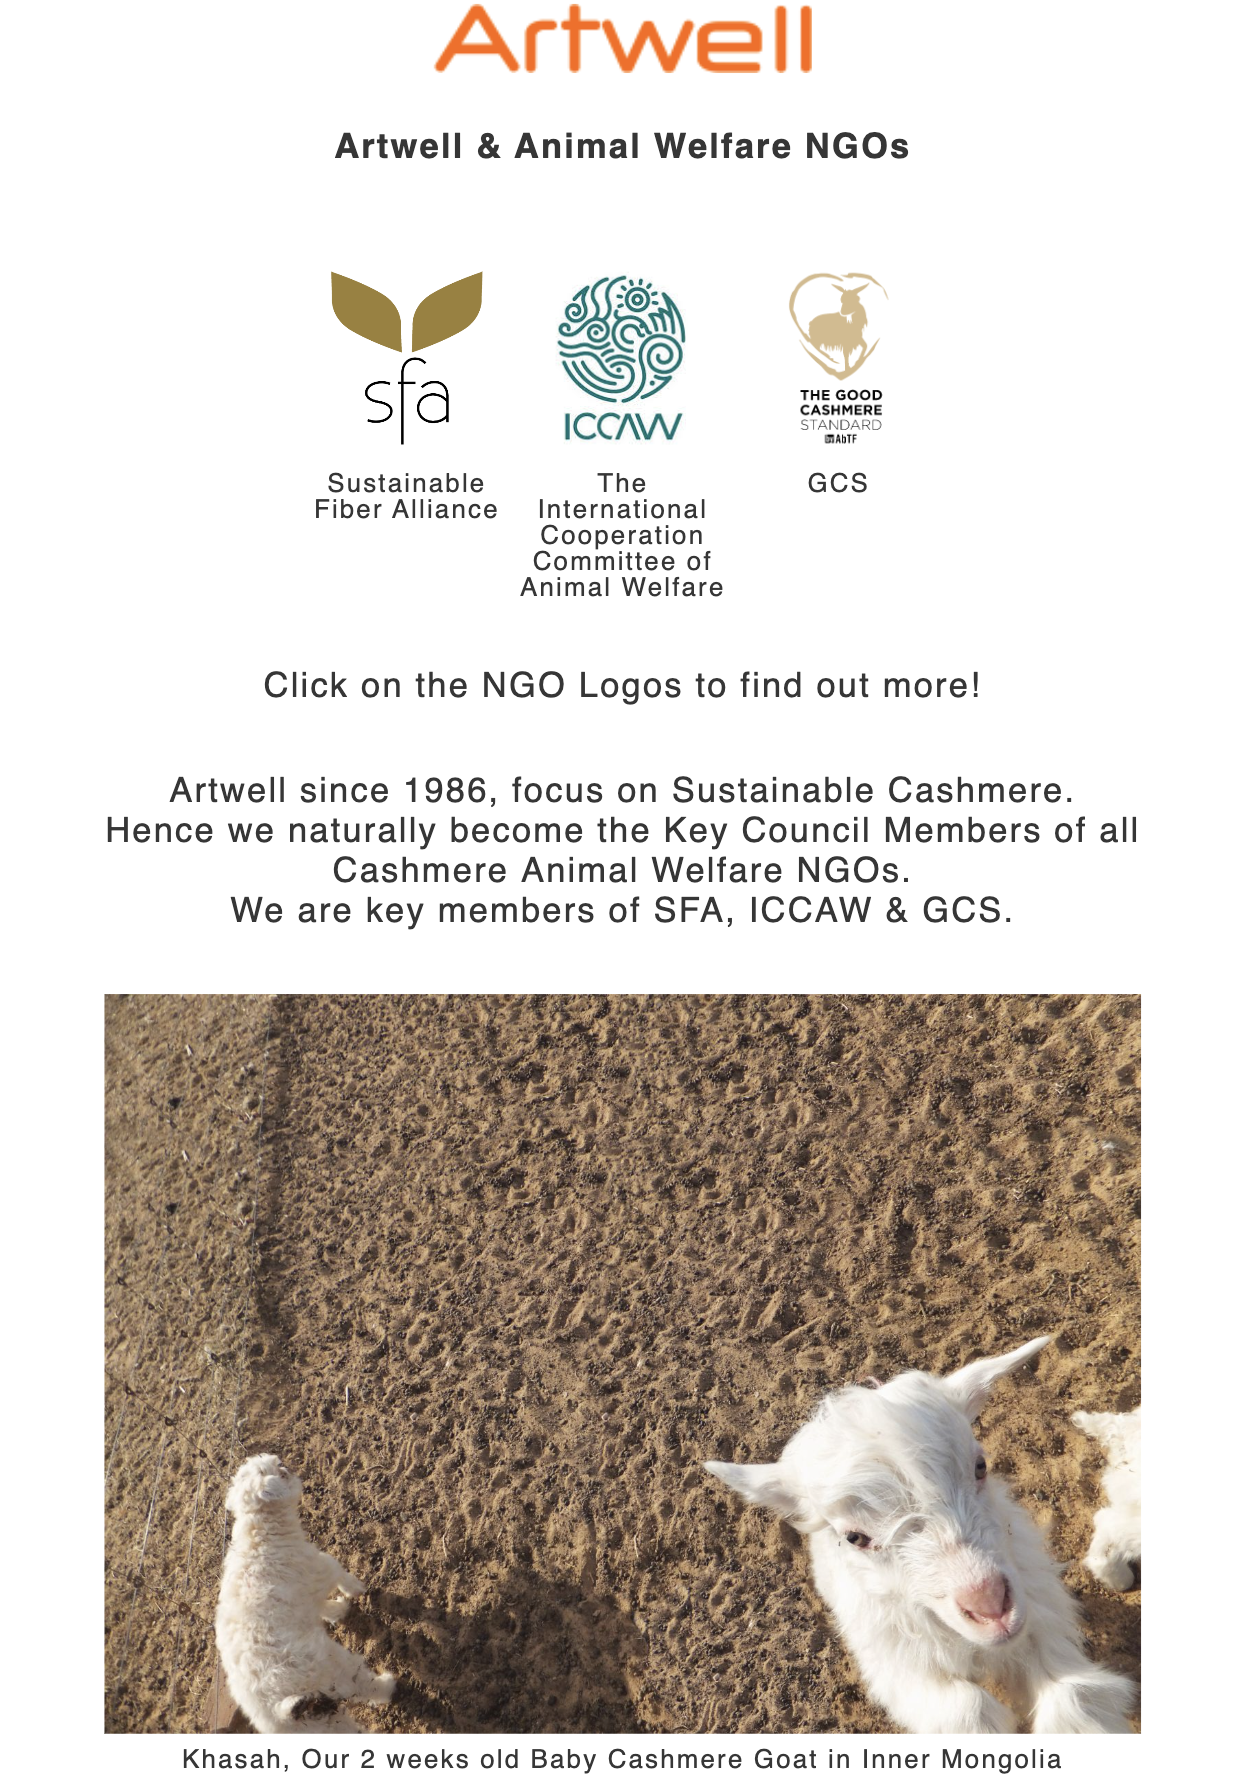 Artwell
Artwell & Animal Welfare NGOs
sfa
ICCAW
THE GOOD
CASHMERE
STANDARD
AbTF
Sustainable
Fiber Alliance
The
International
Cooperation
Committee of
Animal Welfare
GCS
Click on the NGO Logos to find out more!
Artwell since 1986, focus on Sustainable Cashmere.
Hence we naturally become the Key Council Members of all
Cashmere Animal Welfare NGOs.
We are key members of SFA, ICCAW & GCS.
Khasah, Our 2 weeks old Baby Cashmere Goat in Inner Mongolia